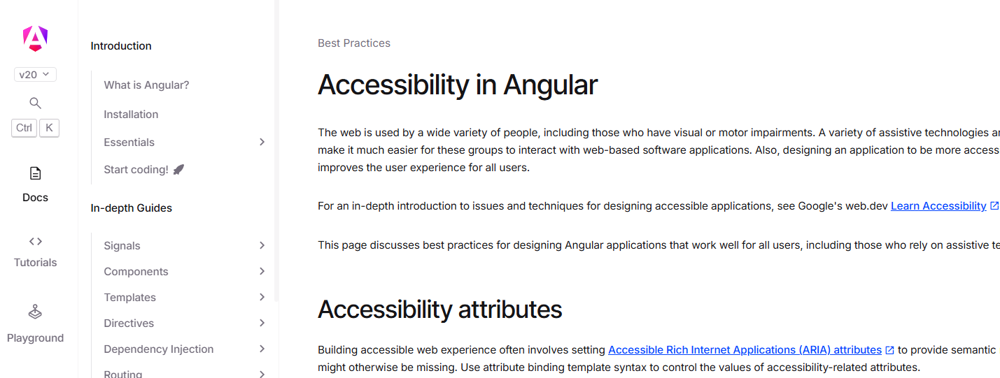 v20
Ctrl K
Docs
Tutorials
Playground
Introduction
What is Angular?
Installation
Essentials
Start coding!
In-depth Guides
Signals
Components
Templates
Directives
Dependency Injection
Routing
Best Practices
Accessibility in Angular
The web is used by a wide variety of people, including those who have visual or motor impairments. A variety of assistive technologies
make it much easier for these groups to interact with web-based software applications. Also, designing an application to be more
improves the user experience for all users.
For an in-depth introduction to issues and techniques for designing accessible applications, see Google's web.dev Learn Accessibility
This page discusses best practices for designing Angular applications that work well for all users, including those who rely on assistive
Accessibility attributes
Building accessible web experience often involves setting Accessible Rich Internet Applications (ARIA) attributes to provide semantic
might otherwise be missing. Use attribute binding template syntax to control the values of accessibility-related attributes.